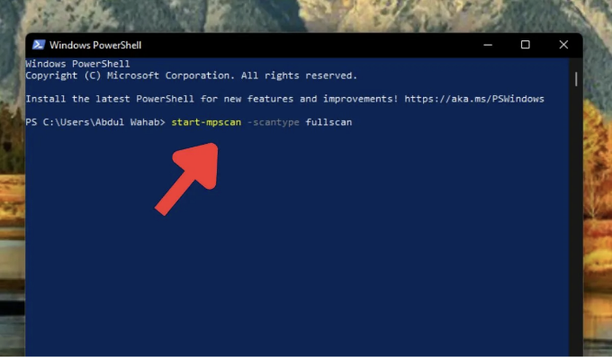 Windows PowerShell
Windows PowerShell
Copyright (C) Microsoft Corporation. All rights reserved.
Install the latest PowerShell for new features and improvements! https://aka.ms/PSWindows
PS C:\Users\Abdul Wahab> start-mpscan -scantype fullscan